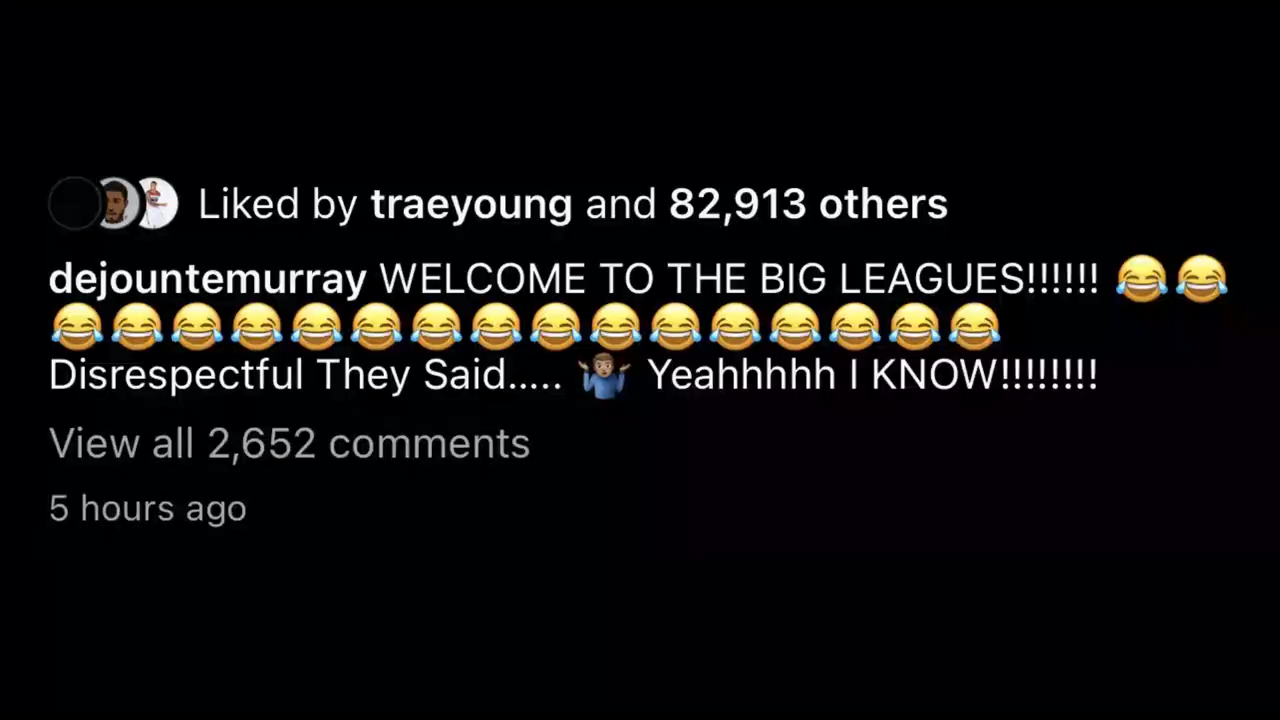 Liked by traeyoung and 82,913 others
dejountemurray WELCOME TO THE BIG LEAGUES!!!!!! 😂😂
😂😂😂😂😂😂😂😂😂😂😂😂😂😂😂😂
Disrespectful They Said..... 🤷🏽‍♂️ Yeahhhhh I KNOW!!!!!!!!
View all 2,652 comments
5 hours ago